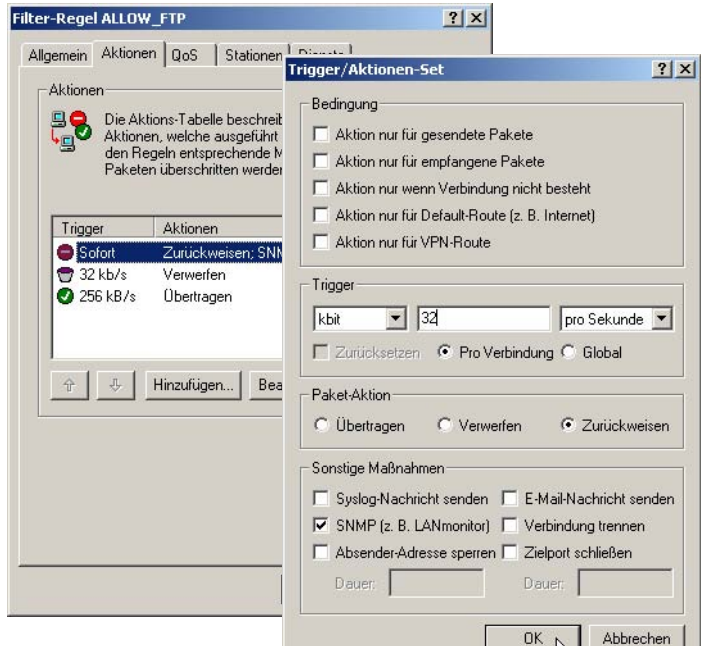 Filter-Regel ALLOW_FTP
Allgemein Aktionen QoS Stationen Dienste
Aktionen
Die Aktions-Tabelle beschreibt
Aktionen, welche ausgeführt
den Regeln entsprechende M
Paketen überschritten werden
Trigger Aktionen
Sofort Zurückweisen; SNM
32 kb/s Verwerfen
256 kB/s Übertragen
Hinzufügen... Bea
Trigger/Aktionen-Set
Bedingung
Aktion nur für gesendete Pakete
Aktion nur für empfangene Pakete
Aktion nur wenn Verbindung nicht besteht
Aktion nur für Default-Route (z. B. Internet)
Aktion nur für VPN-Route
Trigger
kbit 32 pro Sekunde
Zurücksetzen Pro Verbindung Global
Paket-Aktion
Übertragen Verwerfen Zurückweisen
Sonstige Maßnahmen
Syslog-Nachricht senden E-Mail-Nachricht senden
SNMP (z. B. LANmonitor) Verbindung trennen
Absender-Adresse sperren Zielport schließen
Dauer: Dauer:
OK Abbrechen